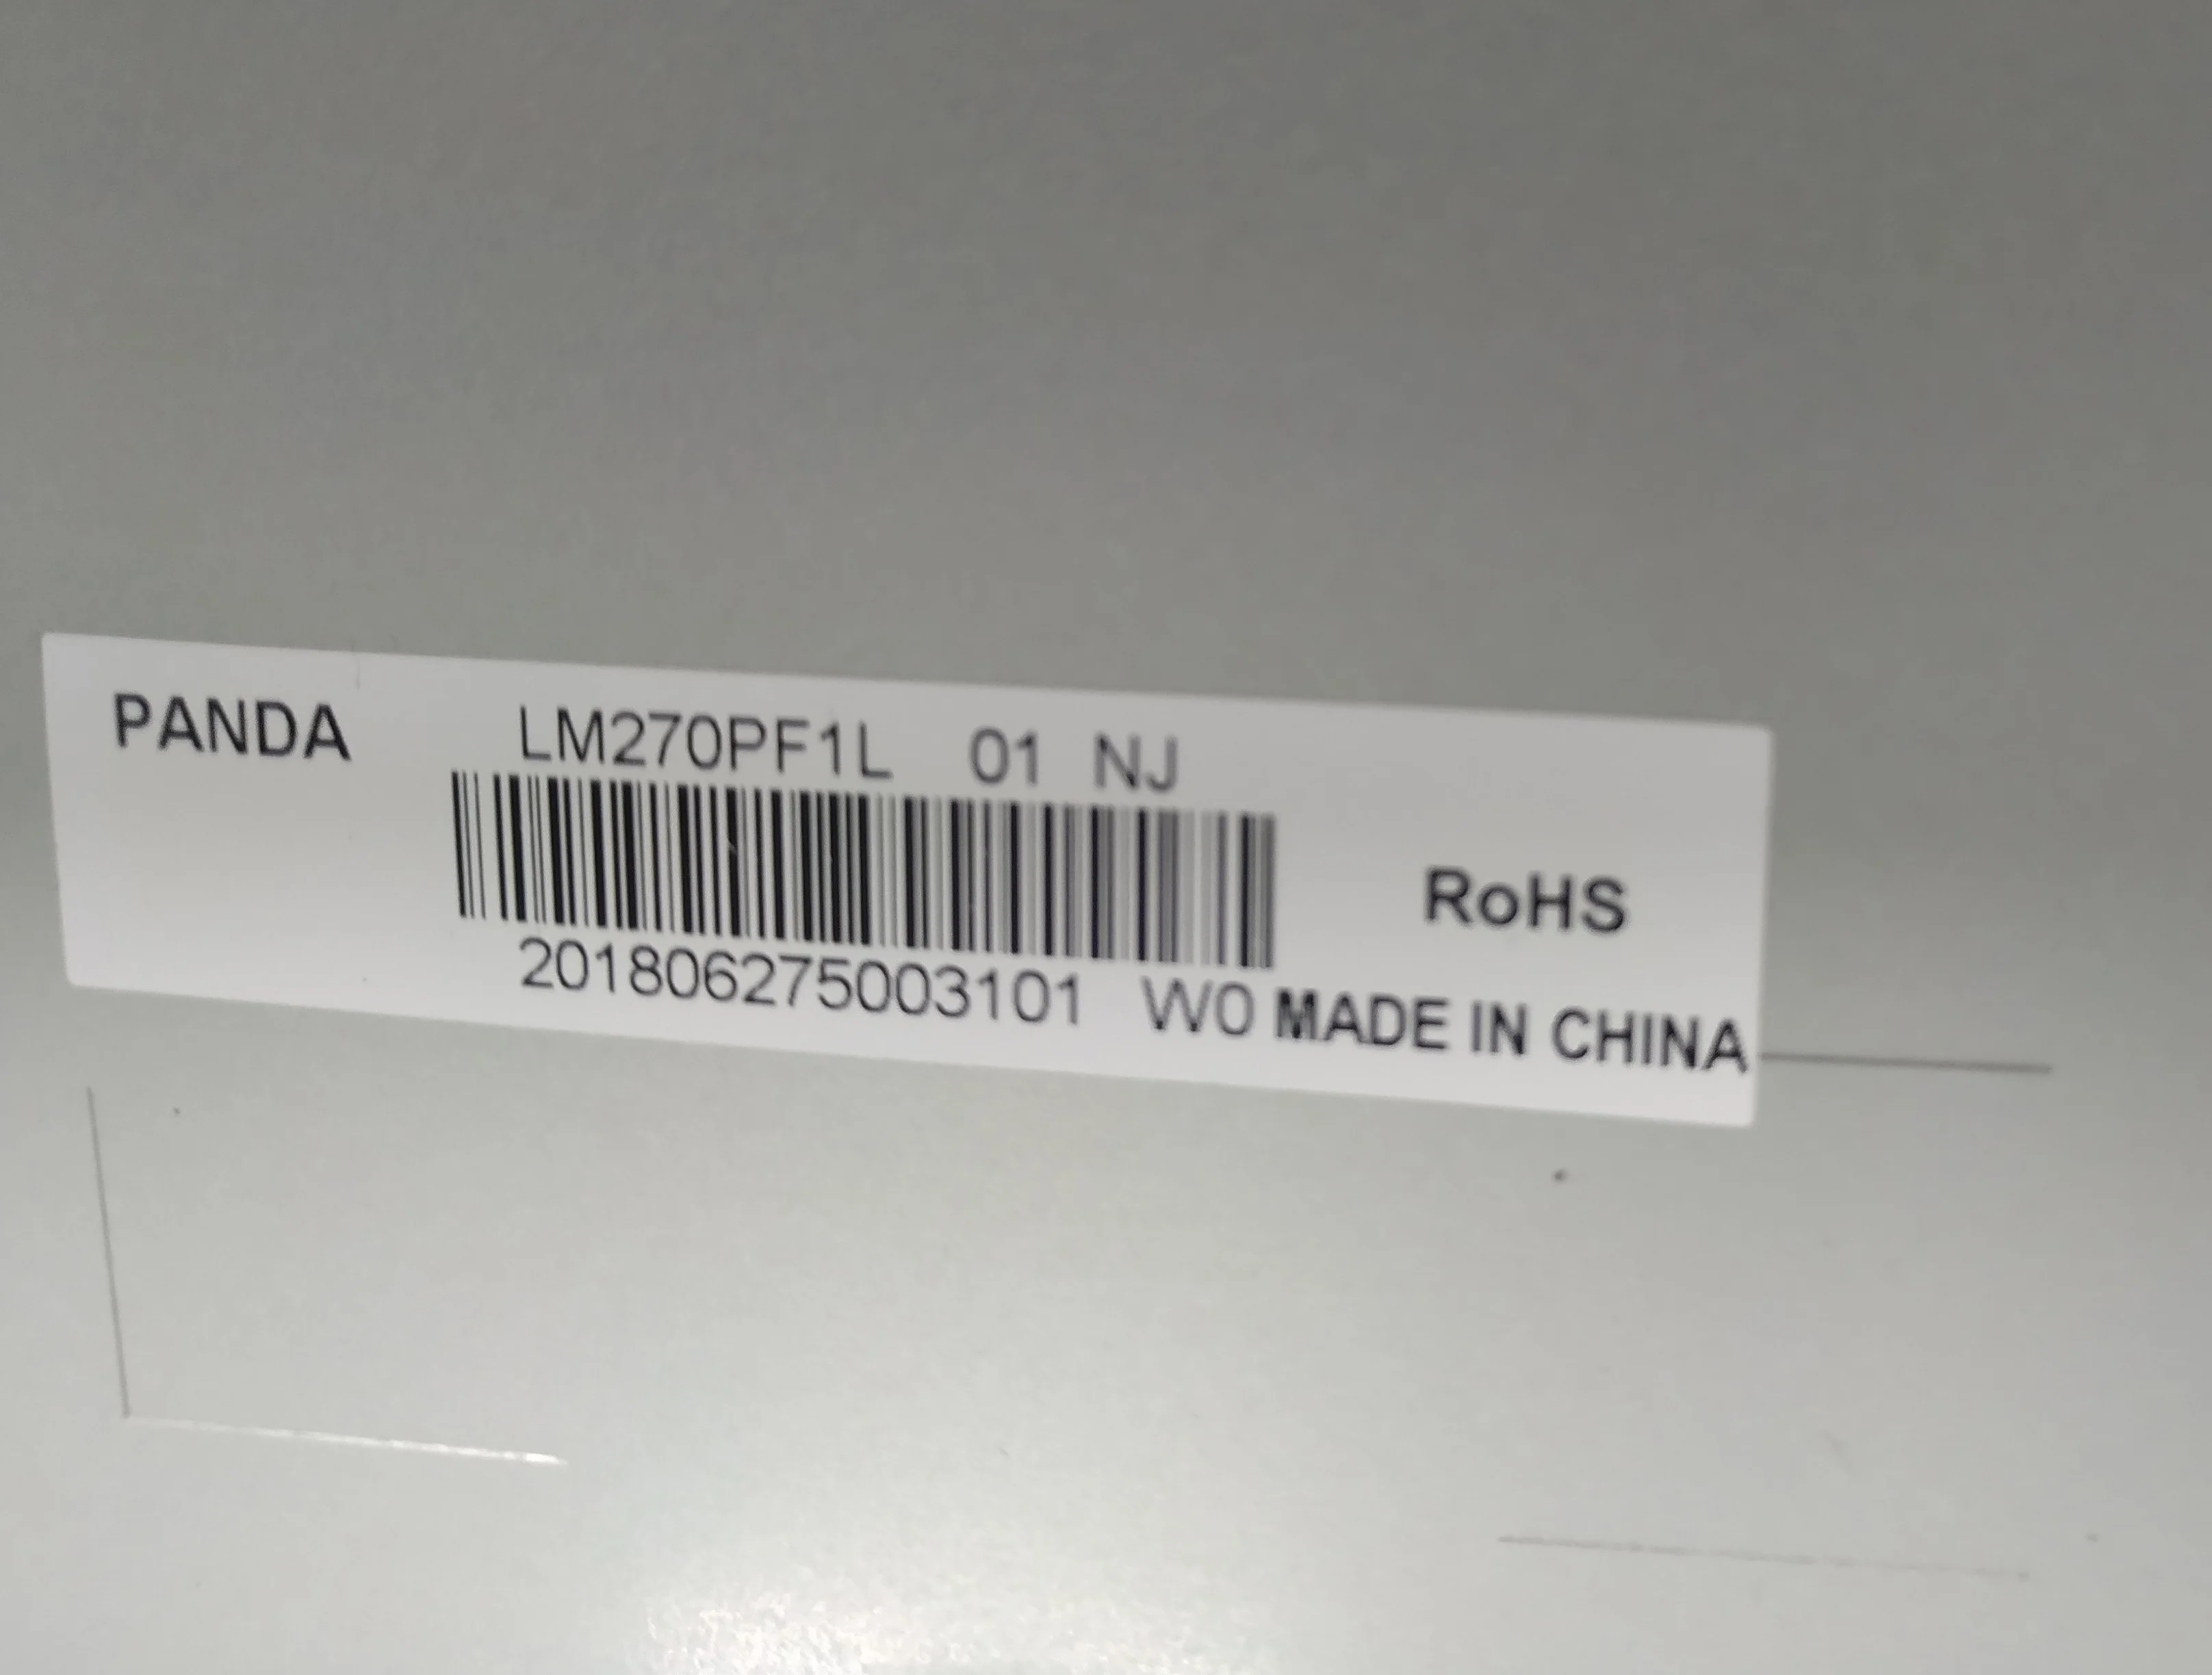 PANDA LM270PF1L 01 NJ
RoHS
201806275003101 W0 MADE IN CHINA